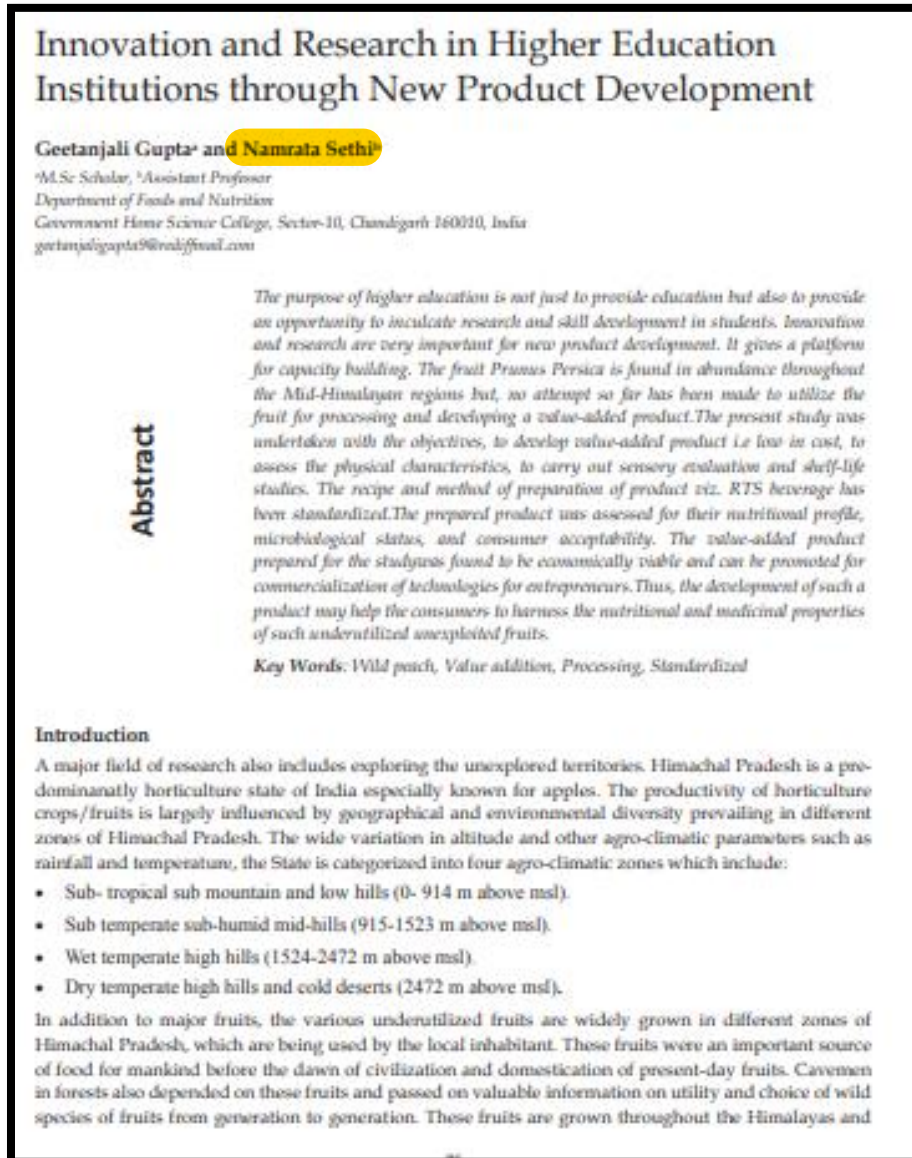 Innovation and Research in Higher Education
Institutions through New Product Development
Geetanjali Guptaᵃ and Namrata Sethiᵇ
ᵃM.Sc Scholar, ᵇAssistant Professor
Department of Foods and Nutrition
Government Home Science College, Sector-10, Chandigarh 160010, India
geetanjaligupta9@rediffmail.com
Abstract
The purpose of higher education is not just to provide education but also to provide
an opportunity to inculcate research and skill development in students. Innovation
and research are very important for new product development. It gives a platform
for capacity building. The fruit Prunus Persica is found in abundance throughout
the Mid-Himalayan regions but, no attempt so far has been made to utilize the
fruit for processing and developing a value-added product.The present study was
undertaken with the objectives, to develop value-added product i.e low in cost, to
assess the physical characteristics, to carry out sensory evaluation and shelf-life
studies. The recipe and method of preparation of product viz. RTS beverage has
been standardized.The prepared product was assessed for their nutritional profile,
microbiological status, and consumer acceptability. The value-added product
prepared for the studywas found to be economically viable and can be promoted for
commercialization of technologies for entrepreneurs.Thus, the development of such a
product may help the consumers to harness the nutritional and medicinal properties
of such underutilized unexploited fruits.
Key Words: Wild peach, Value addition, Processing, Standardized
Introduction
A major field of research also includes exploring the unexplored territories. Himachal Pradesh is a pre-
dominanatly horticulture state of India especially known for apples. The productivity of horticulture
crops/fruits is largely influenced by geographical and environmental diversity prevailing in different
zones of Himachal Pradesh. The wide variation in altitude and other agro-climatic parameters such as
rainfall and temperature, the State is categorized into four agro-climatic zones which include:
• Sub- tropical sub mountain and low hills (0- 914 m above msl).
• Sub temperate sub-humid mid-hills (915-1523 m above msl).
• Wet temperate high hills (1524-2472 m above msl).
• Dry temperate high hills and cold deserts (2472 m above msl).
In addition to major fruits, the various underutilized fruits are widely grown in different zones of
Himachal Pradesh, which are being used by the local inhabitant. These fruits were an important source
of food for mankind before the dawn of civilization and domestication of present-day fruits. Cavemen
in forests also depended on these fruits and passed on valuable information on utility and choice of wild
species of fruits from generation to generation. These fruits are grown throughout the Himalayas and